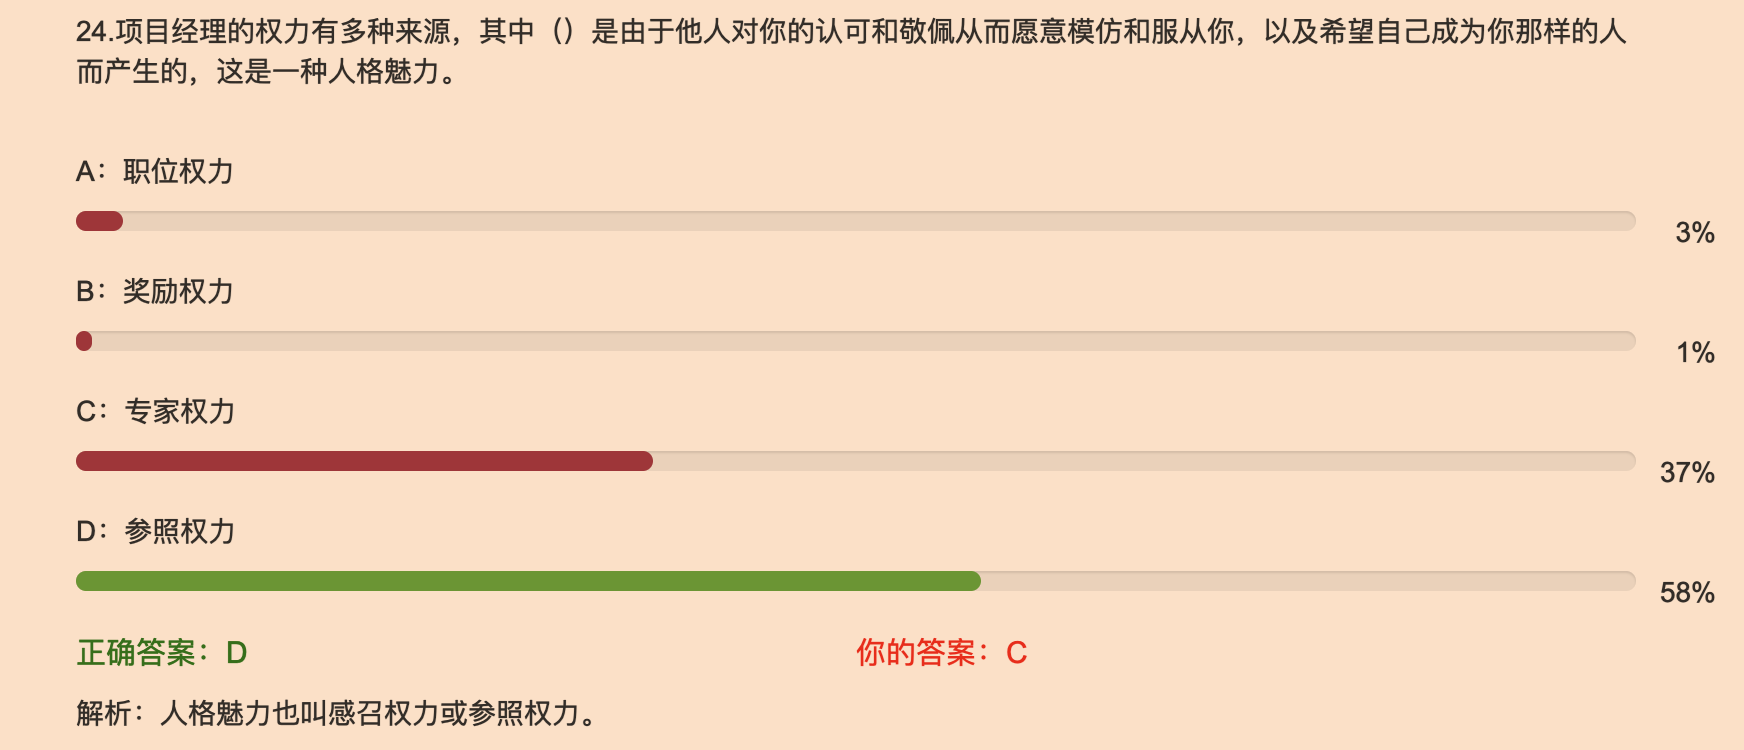 24.项目经理的权力有多种来源，其中（）是由于他人对你的认可和敬佩从而愿意模仿和服从你，以及希望自己成为你那样的人
而产生的，这是一种人格魅力。
A：职位权力
3%
B：奖励权力
1%
C：专家权力
37%
D：参照权力
58%
正确答案：D 你的答案：C
解析：人格魅力也叫感召权力或参照权力。